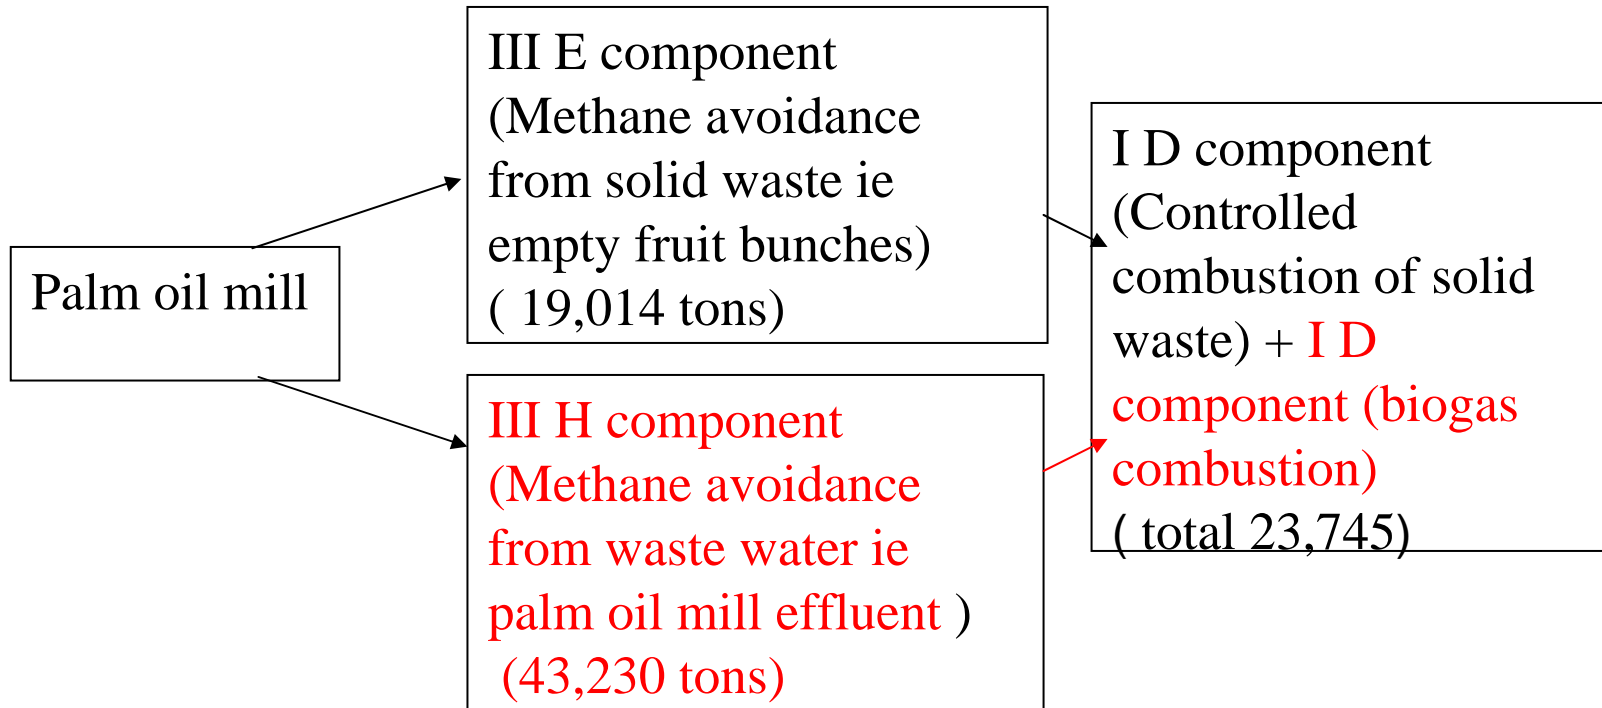 Palm oil mill
III E component
(Methane avoidance
from solid waste ie
empty fruit bunches)
( 19,014 tons)
III H component
(Methane avoidance
from waste water ie
palm oil mill effluent )
(43,230 tons)
I D component
(Controlled
combustion of solid
waste) + I D
component (biogas
combustion)
( total 23,745)